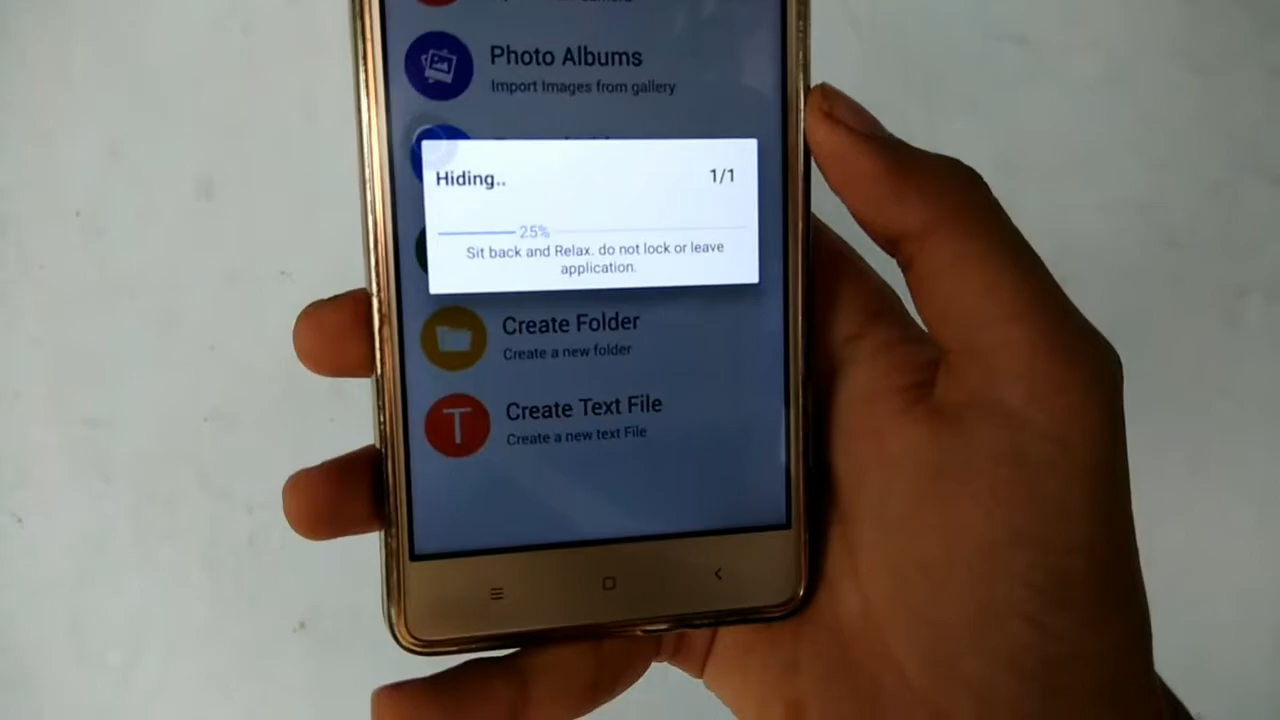 Photo Albums
Import Images from gallery
Hiding..
1/1
25%
Sit back and Relax. do not lock or leave
application.
Create Folder
Create a new folder
T
Create Text File
Create a new text File